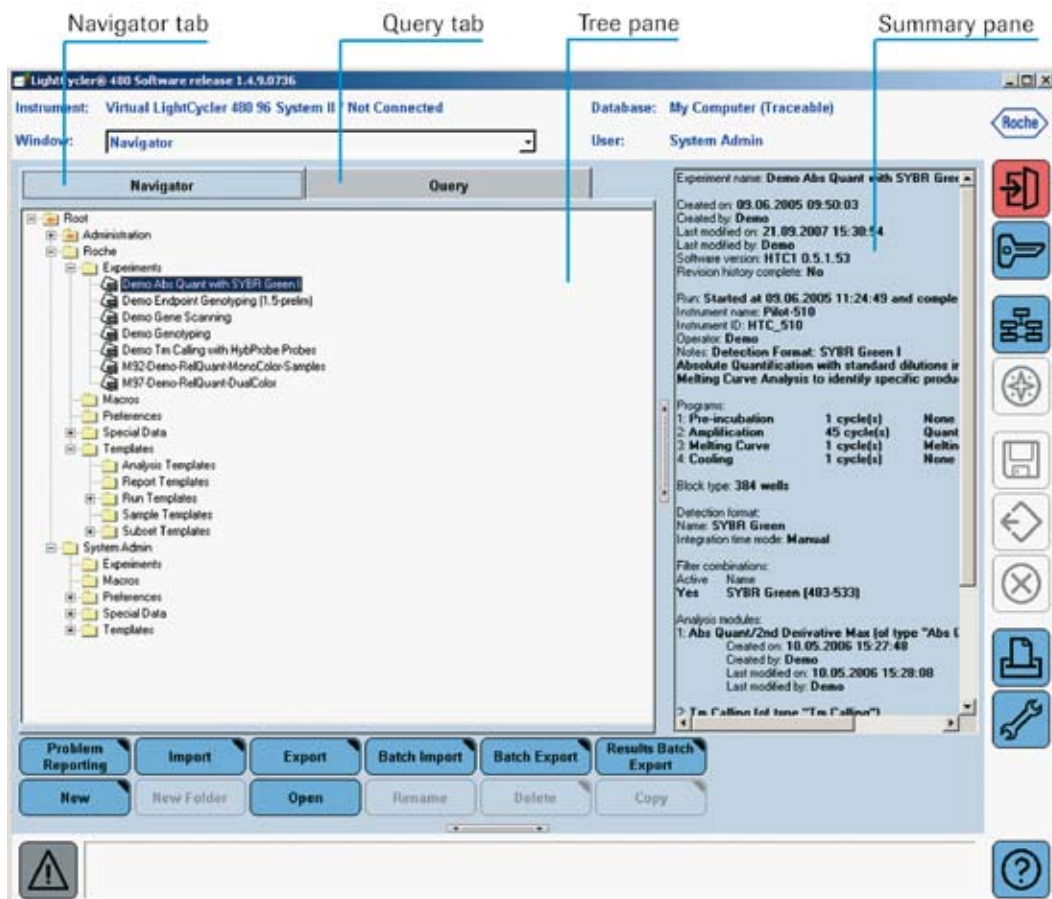 Navigator tab
Query tab
Tree pane
Summary pane
LightCycler® 480 Software release 1.4.9.0736
Instrument: Virtual LightCycler 480 96 System II / Not Connected
Database: My Computer (Traceable)
Window: Navigator
User: System Admin
Roche
Navigator
Query
Root
Administration
Roche
Experiments
Demo Abs Quant with SYBR Green I
Demo Endpoint Genotyping (1.5-prelim)
Demo Gene Scanning
Demo Genotyping
Demo Tm Calling with HybProbe Probes
M92-Demo-RelQuant-MonoColor-Samples
M97-Demo-RelQuant-DualColor
Macros
Preferences
Special Data
Templates
Analysis Templates
Report Templates
Run Templates
Sample Templates
Subset Templates
System Admin
Experiments
Macros
Preferences
Special Data
Templates
Experiment name: Demo Abs Quant with SYBR Gree
Created on: 09.06.2005 09:50:03
Created by: Demo
Last modified on: 21.09.2007 15:30:54
Last modified by: Demo
Software version: HTC1 0.5.1.53
Revision history complete: No
Run: Started at 09.06.2005 11:24:49 and comple
Instrument name: Pilot-510
Instrument ID: HTC_510
Operator: Demo
Notes: Detection Format: SYBR Green I
Absolute Quantification with standard dilutions in
Melting Curve Analysis to identify specific produ
Programs:
1: Pre-incubation 1 cycle(s) None
2: Amplification 45 cycle(s) Quant
3: Melting Curve 1 cycle(s) Meltin
4: Cooling 1 cycle(s) None
Block type: 384 wells
Detection format:
Name: SYBR Green
Integration time mode: Manual
Filter combinations:
Active Name
Yes SYBR Green (483-533)
Analysis modules:
1: Abs Quant/2nd Derivative Max (of type "Abs
Created on: 10.05.2006 15:27:48
Created by: Demo
Last modified on: 10.05.2006 15:28:08
Last modified by: Demo
2: Tm Calling (of type "Tm Calling")
Problem Reporting
Import
Export
Batch Import
Batch Export
Results Batch Export
New
New Folder
Open
Rename
Delete
Copy